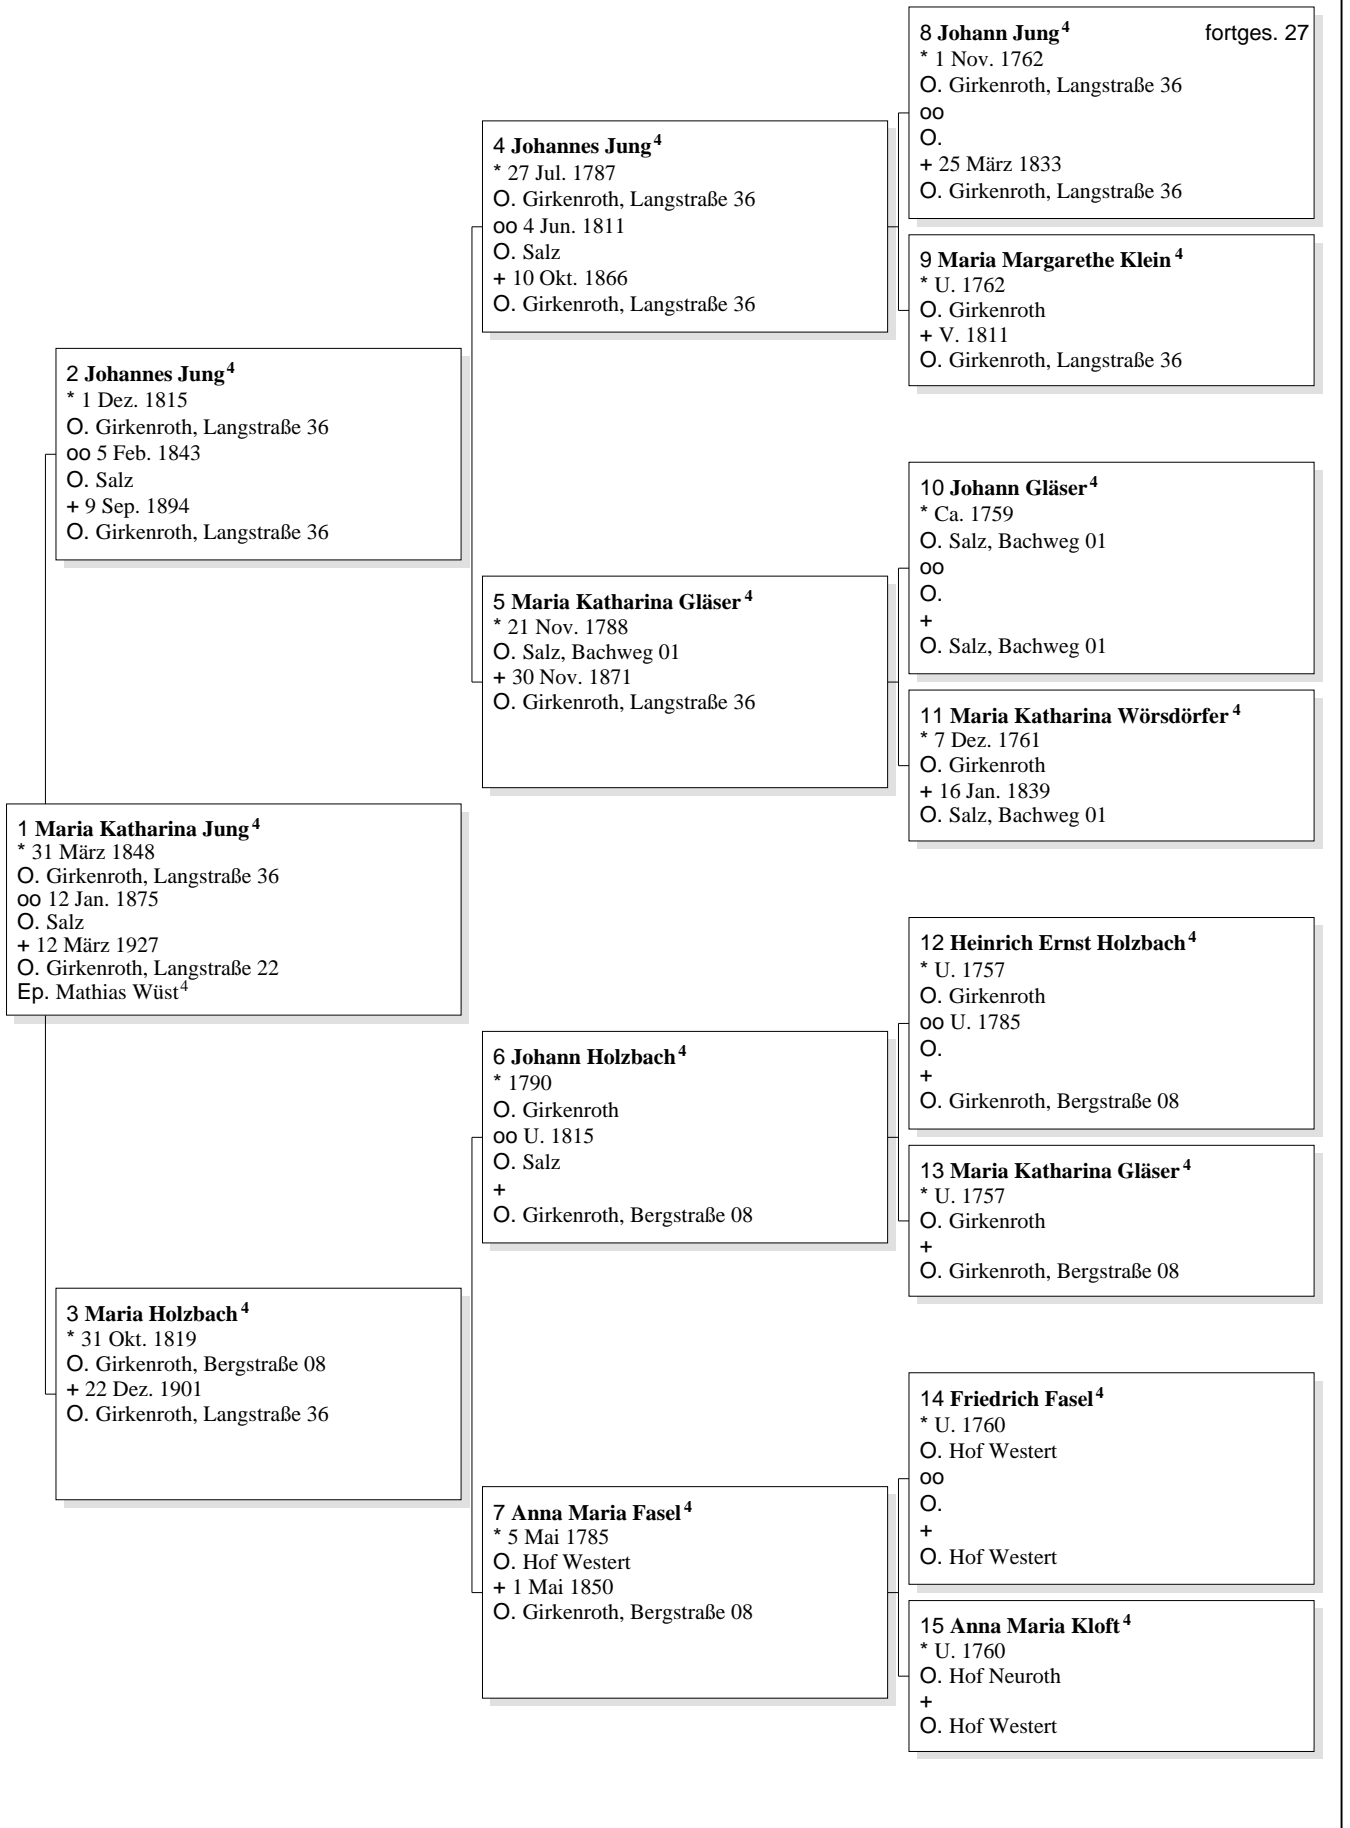 1 Maria Katharina Jung⁴
* 31 März 1848
O. Girkenroth, Langstraße 36
oo 12 Jan. 1875
O. Salz
+ 12 März 1927
O. Girkenroth, Langstraße 22
Ep. Mathias Wüst⁴
2 Johannes Jung⁴
* 1 Dez. 1815
O. Girkenroth, Langstraße 36
oo 5 Feb. 1843
O. Salz
+ 9 Sep. 1894
O. Girkenroth, Langstraße 36
3 Maria Holzbach⁴
* 31 Okt. 1819
O. Girkenroth, Bergstraße 08
+ 22 Dez. 1901
O. Girkenroth, Langstraße 36
4 Johannes Jung⁴
* 27 Jul. 1787
O. Girkenroth, Langstraße 36
oo 4 Jun. 1811
O. Salz
+ 10 Okt. 1866
O. Girkenroth, Langstraße 36
5 Maria Katharina Gläser⁴
* 21 Nov. 1788
O. Salz, Bachweg 01
+ 30 Nov. 1871
O. Girkenroth, Langstraße 36
6 Johann Holzbach⁴
* 1790
O. Girkenroth
oo U. 1815
O. Salz
+
O. Girkenroth, Bergstraße 08
7 Anna Maria Fasel⁴
* 5 Mai 1785
O. Hof Westert
+ 1 Mai 1850
O. Girkenroth, Bergstraße 08
8 Johann Jung⁴ fortges. 27
* 1 Nov. 1762
O. Girkenroth, Langstraße 36
oo
O.
+ 25 März 1833
O. Girkenroth, Langstraße 36
9 Maria Margarethe Klein⁴
* U. 1762
O. Girkenroth
+ V. 1811
O. Girkenroth, Langstraße 36
10 Johann Gläser⁴
* Ca. 1759
O. Salz, Bachweg 01
oo
O.
+
O. Salz, Bachweg 01
11 Maria Katharina Wörsdörfer⁴
* 7 Dez. 1761
O. Girkenroth
+ 16 Jan. 1839
O. Salz, Bachweg 01
12 Heinrich Ernst Holzbach⁴
* U. 1757
O. Girkenroth
oo U. 1785
O.
+
O. Girkenroth, Bergstraße 08
13 Maria Katharina Gläser⁴
* U. 1757
O. Girkenroth
+
O. Girkenroth, Bergstraße 08
14 Friedrich Fasel⁴
* U. 1760
O. Hof Westert
oo
O.
+
O. Hof Westert
15 Anna Maria Kloft⁴
* U. 1760
O. Hof Neuroth
+
O. Hof Westert